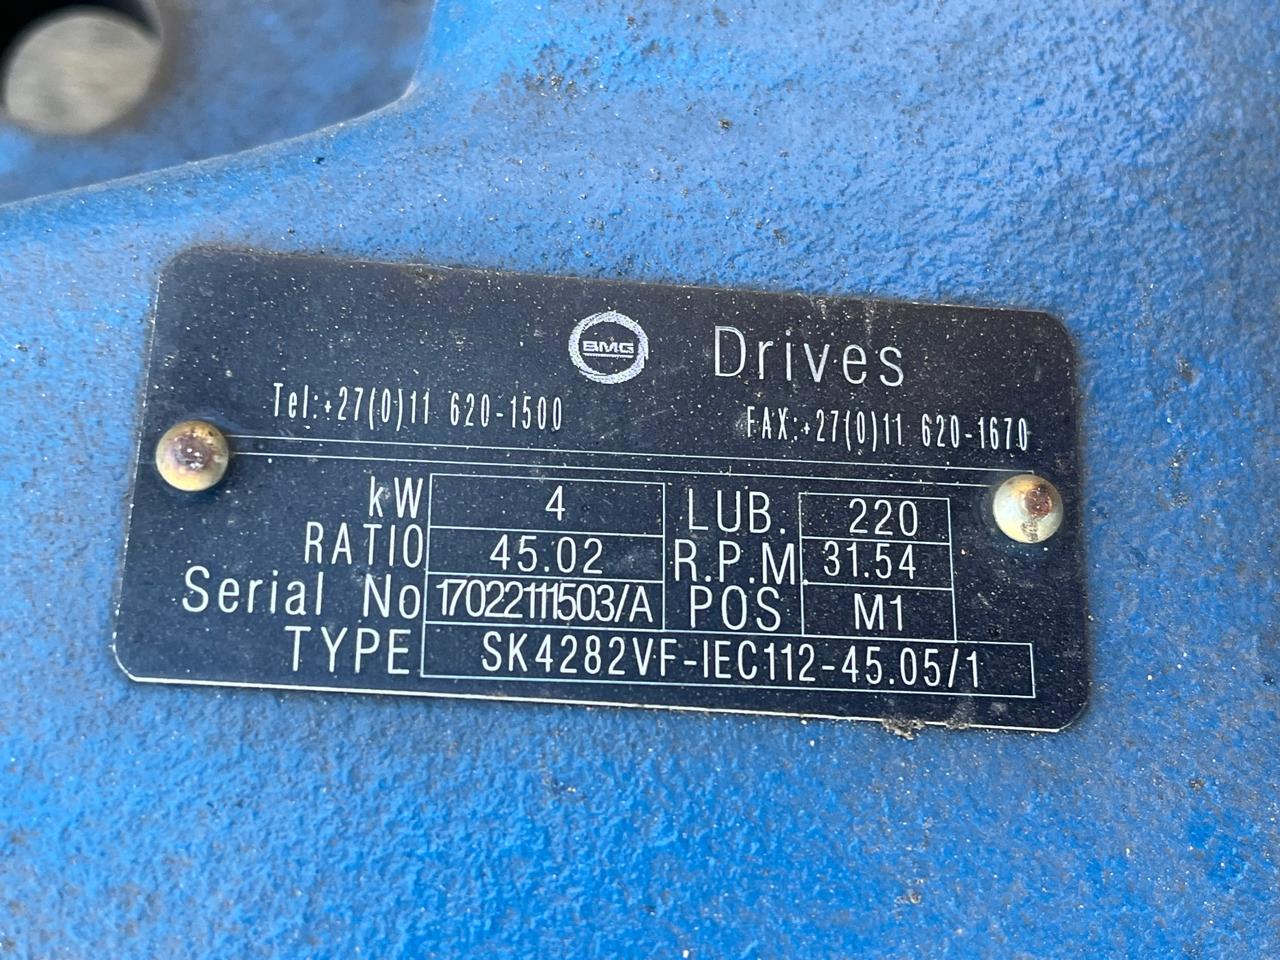 BMG Drives
Tel:+27(0)11 620-1500 FAX:+27(0)11 620-1670
kW 4 LUB. 220
RATIO 45.02 R.P.M. 31.54
Serial No 17022111503/A POS M1
TYPE SK4282VF-IEC112-45.05/1